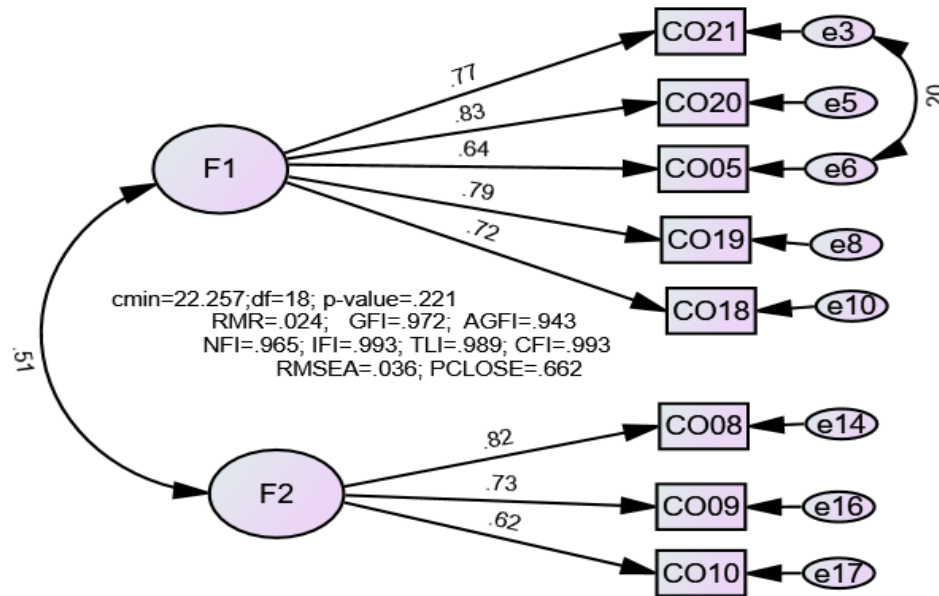 CO21
e3
.77
CO20
e5
.83
20
.64
F1
CO05
e6
.79
CO19
e8
.72
CO18
e10
cmin=22.257;df=18; p-value=.221
RMR=.024; GFI=.972; AGFI=.943
NFI=.965; IFI=.993; TLI=.989; CFI=.993
RMSEA=.036; PCLOSE=.662
.51
CO08
e14
.82
F2
.73
CO09
e16
.62
CO10
e17